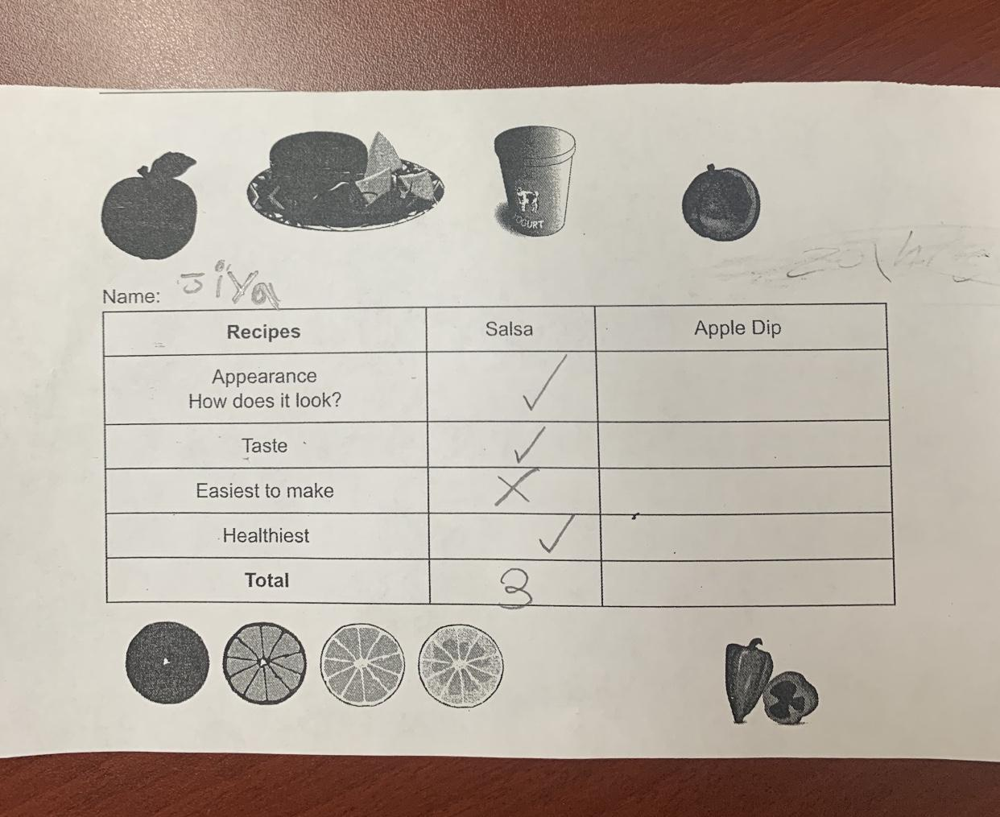 YOGURT
Name: Jiya
Recipes Salsa Apple Dip
Appearance
How does it look? ✓
Taste ✓
Easiest to make X
Healthiest ✓
Total 3